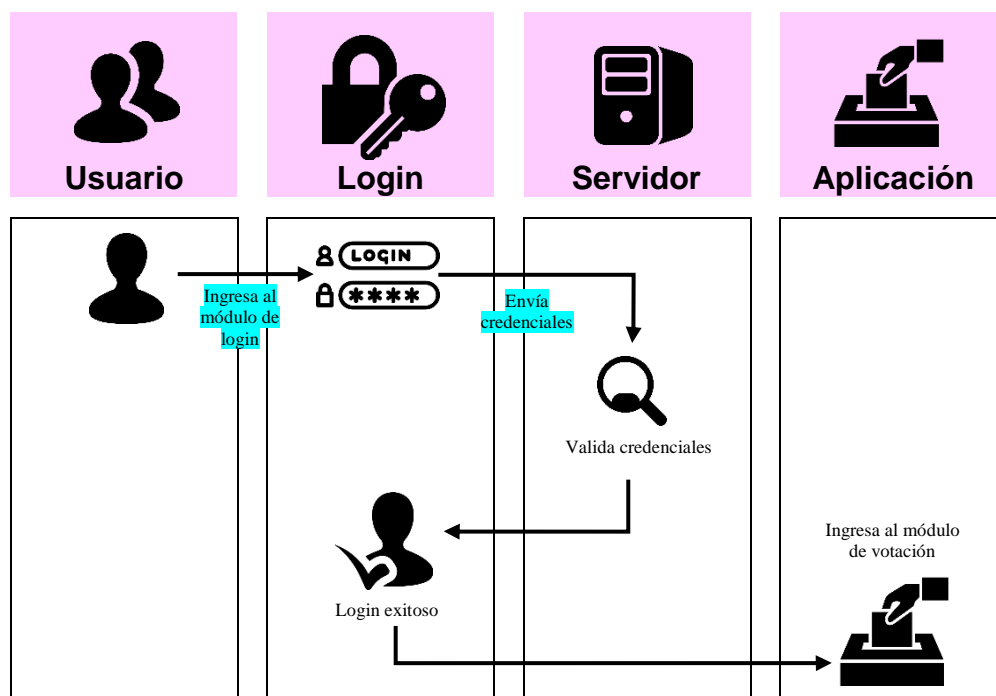 Usuario
Login
Servidor
Aplicación
LOGIN
****
Ingresa al
módulo de
login
Envía
credenciales
Valida credenciales
Login exitoso
Ingresa al módulo
de votación